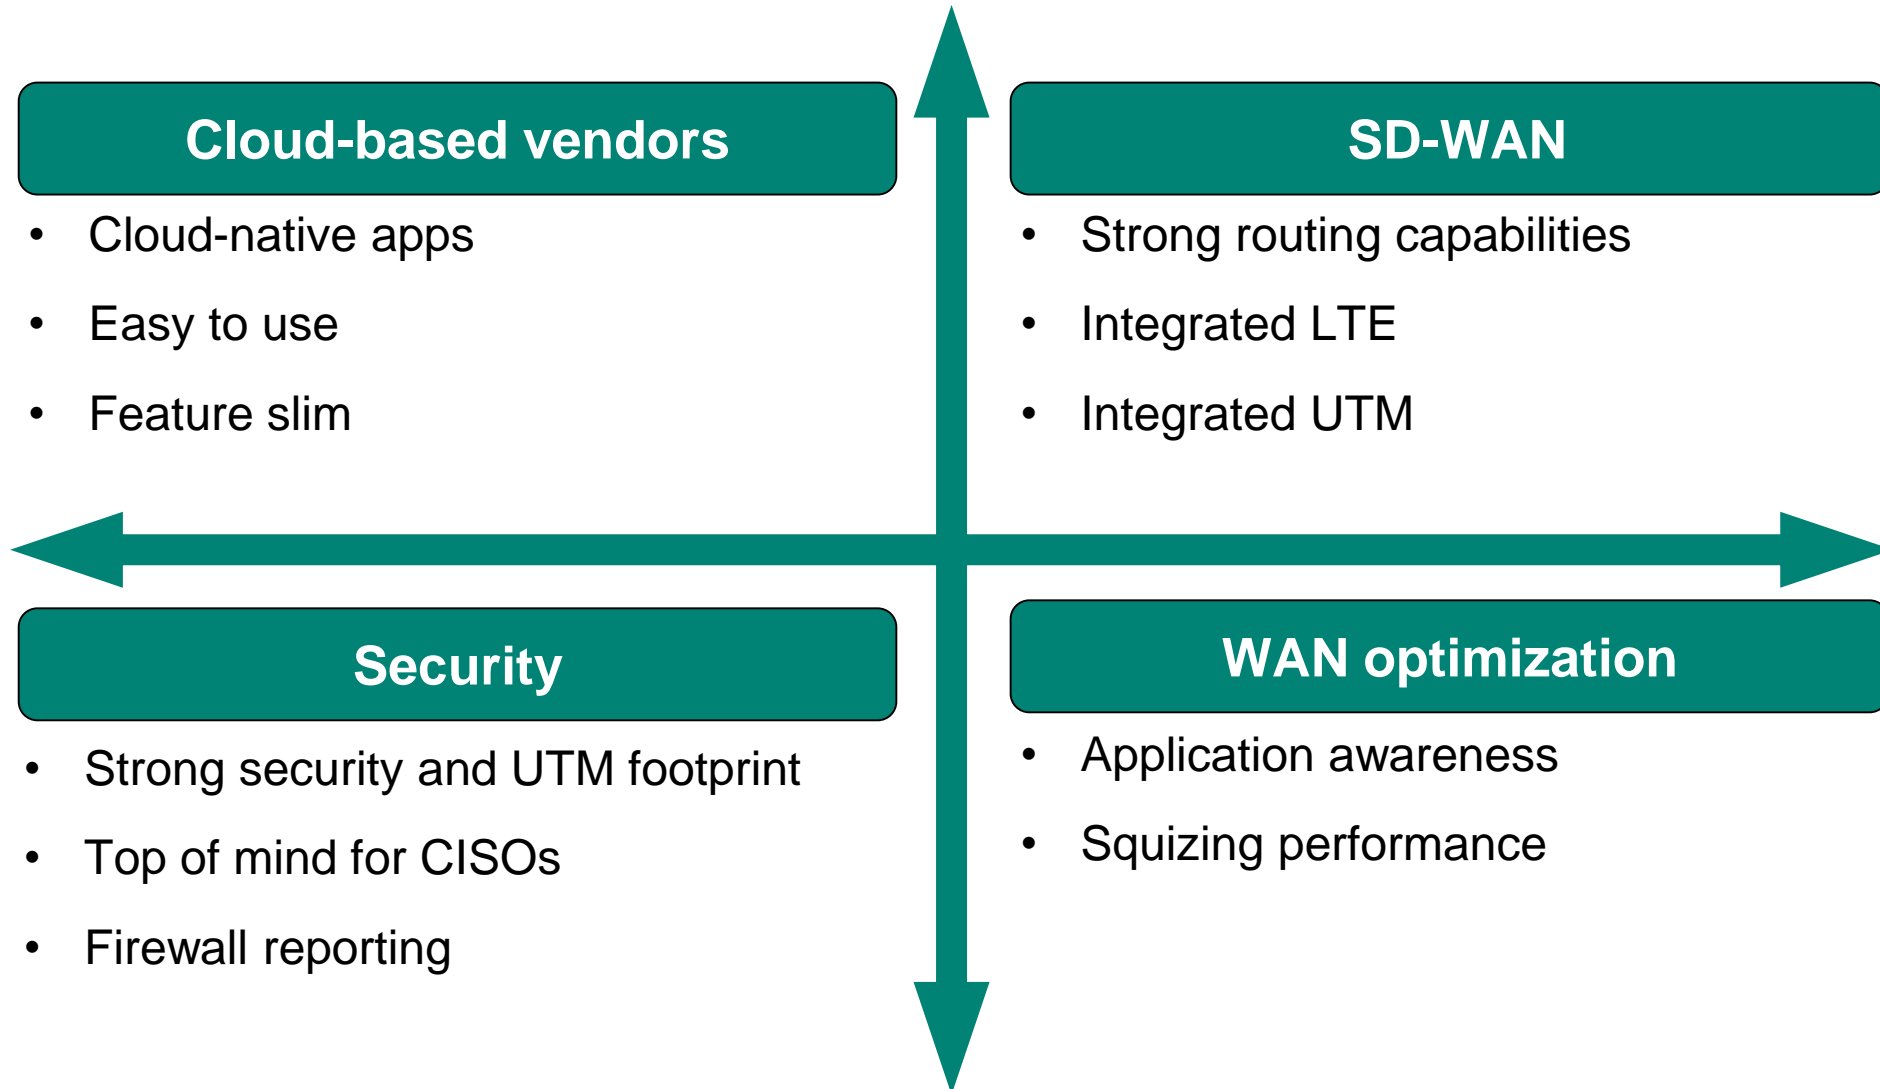 Cloud-based vendors
• Cloud-native apps
• Easy to use
• Feature slim
SD-WAN
• Strong routing capabilities
• Integrated LTE
• Integrated UTM
Security
• Strong security and UTM footprint
• Top of mind for CISOs
• Firewall reporting
WAN optimization
• Application awareness
• Squizing performance